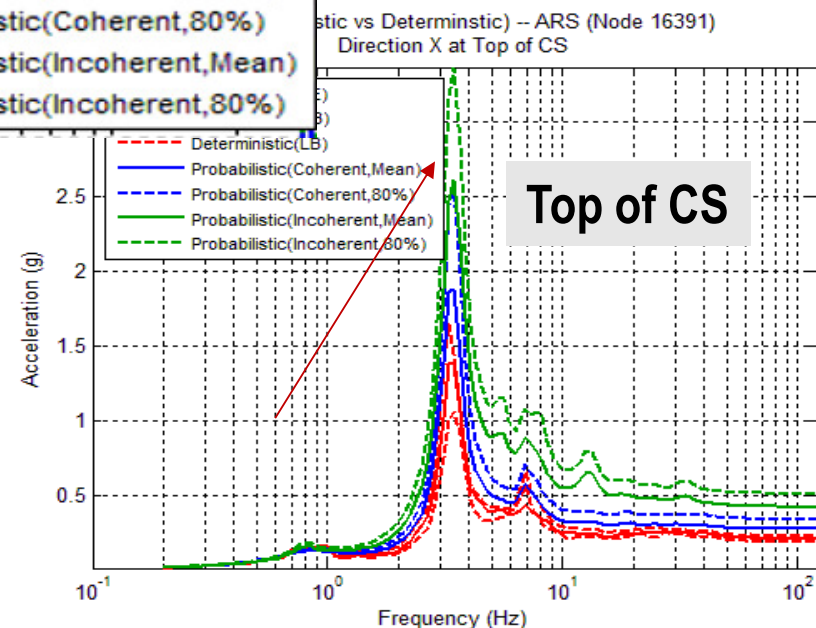 stic(Coherent,80%)
stic(Incoherent,Mean)
stic(Incoherent,80%)
stic vs Determinstic) -- ARS (Node 16391)
Direction X at Top of CS
Deterministic(LB)
Probabilistic(Coherent,Mean)
Probabilistic(Coherent,80%)
Probabilistic(Incoherent,Mean)
Probabilistic(Incoherent,80%)
Top of CS
Acceleration (g)
2.5
2
1.5
1
0.5
10-1
100
101
102
Frequency (Hz)